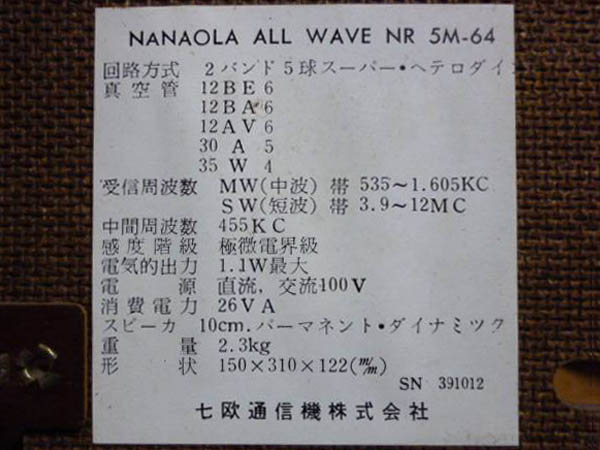 NANAOLA ALL WAVE NR 5M-64
回路方式 2バンド5球スーパー・ヘテロダイン
真空管 12BE6
12BA6
12AV6
30A5
35W4
受信周波数 MW(中波)帯 535〜1.605KC
SW(短波)帯 3.9〜12MC
中間周波数 455KC
感度階級 極微電界級
電気的出力 1.1W最大
電源 直流,交流100V
消費電力 26VA
スピーカ 10cm.パーマネント・ダイナミック
重量 2.3kg
形状 150×310×122(m/m)
SN 391012
七欧通信機株式会社